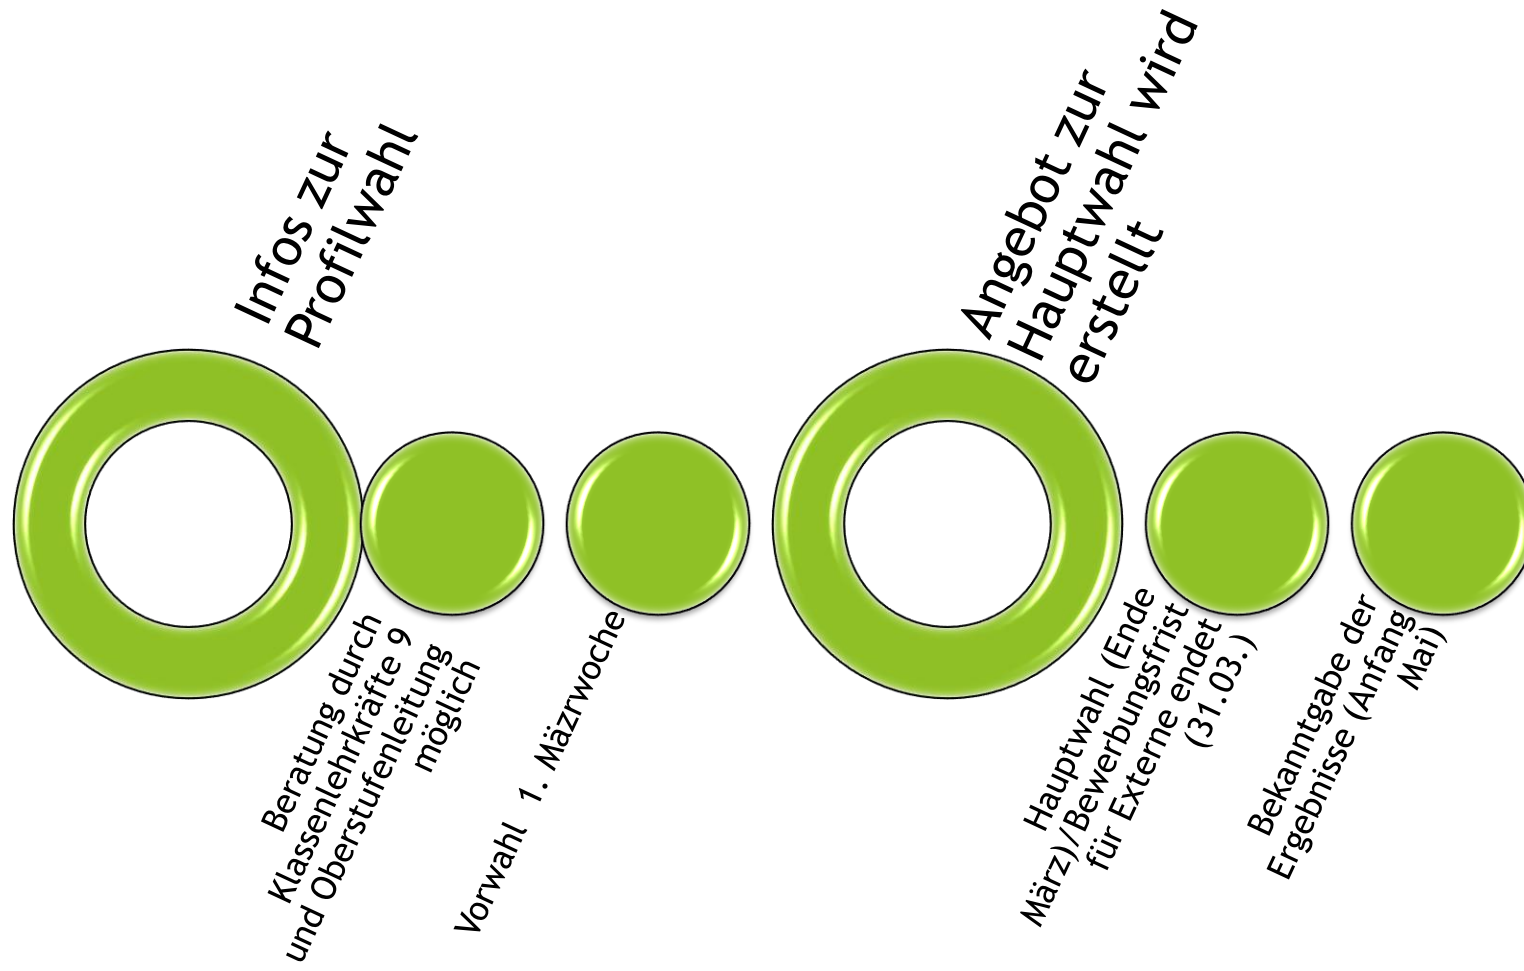 Infos zur
Profilwahl
Beratung durch
Klassenlehrkräfte 9
und Oberstufenleitung
möglich
Vorwahl 1. Mäzrwoche
Angebot zur
Hauptwahl wird
erstellt
Hauptwahl (Ende
März)/Bewerbungsfrist
für Externe endet
(31.03.)
Bekanntgabe der
Ergebnisse (Anfang
Mai)